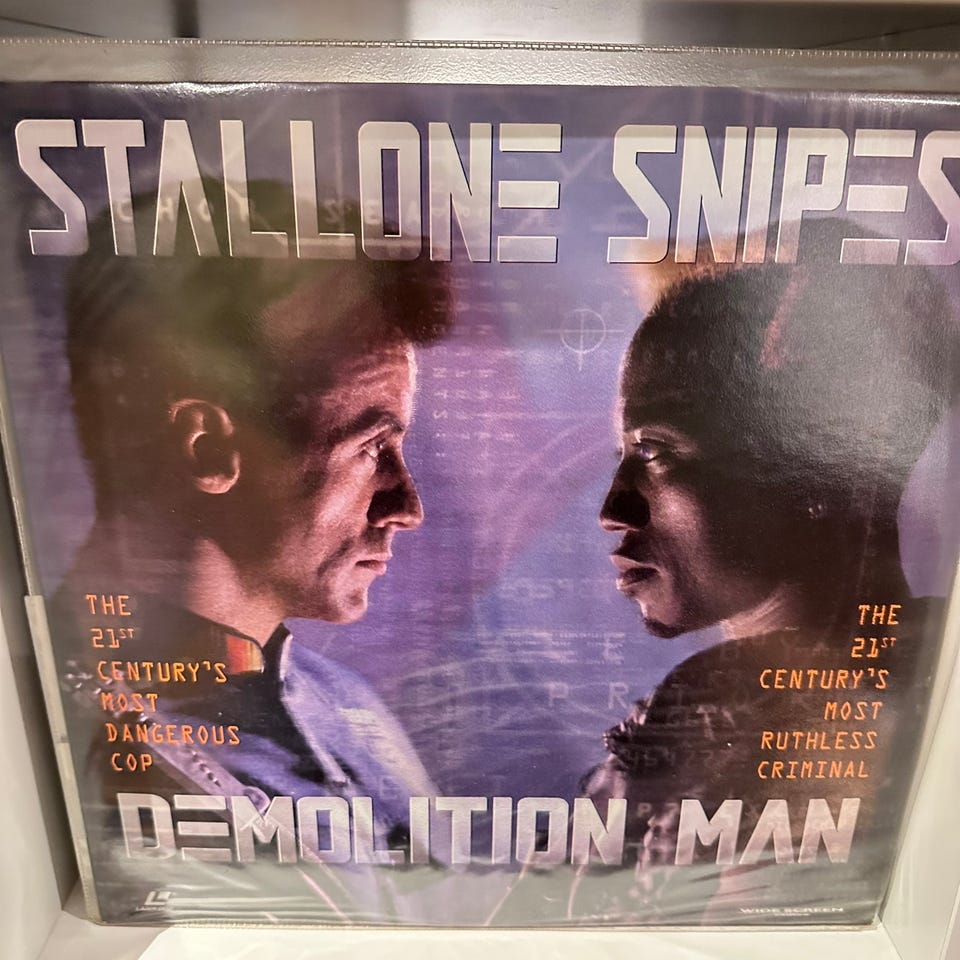 STALLONE SNIPES
THE
21ST
CENTURY'S
MOST
DANGEROUS
COP
THE
21ST
CENTURY'S
MOST
RUTHLESS
CRIMINAL
DEMOLITION MAN
WIDE SCREEN